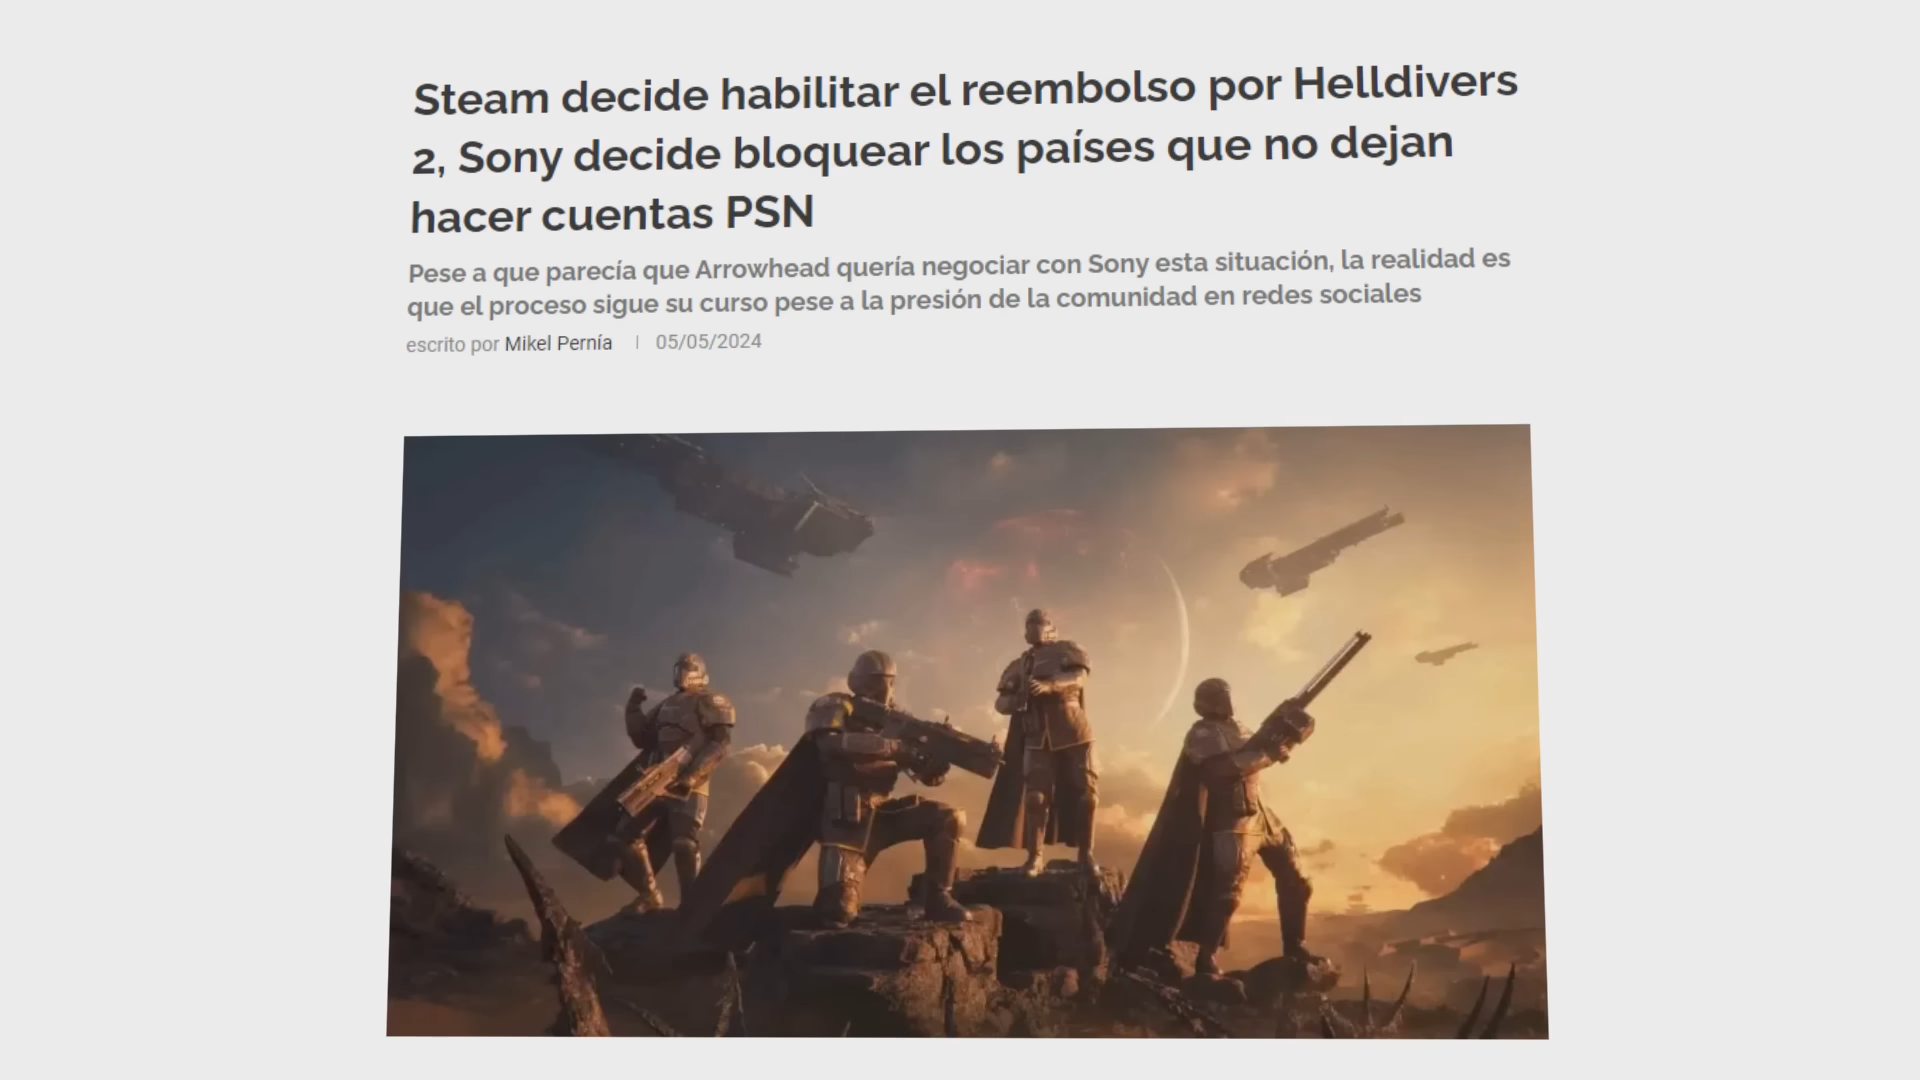 Steam decide habilitar el reembolso por Helldivers
2, Sony decide bloquear los países que no dejan
hacer cuentas PSN
Pese a que parecía que Arrowhead quería negociar con Sony esta situación, la realidad es
que el proceso sigue su curso pese a la presión de la comunidad en redes sociales
escrito por Mikel Pernía | 05/05/2024